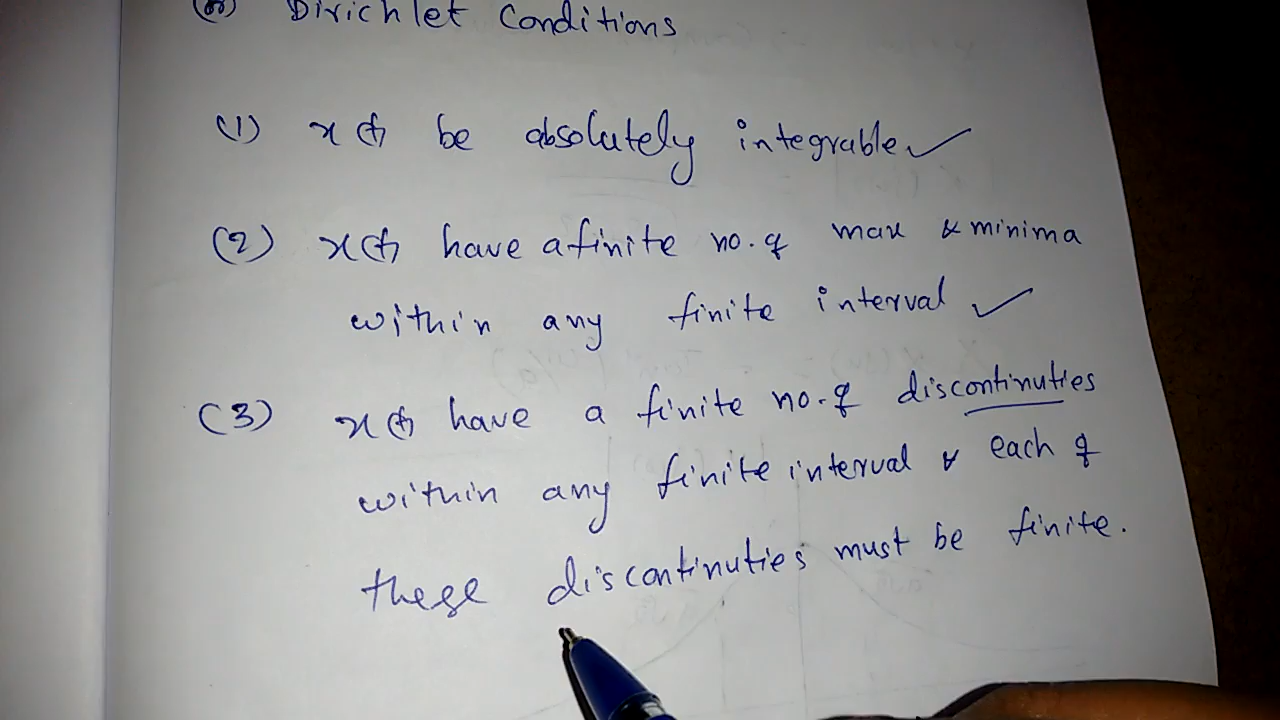 (or) Dirichlet Conditions
(1) x(t) be absolutely integrable ✓
(2) x(t) have a finite no. of max & minima
within any finite interval ✓
(3) x(t) have a finite no. of discontinuties
within any finite interval & each of
these discontinuties must be finite.